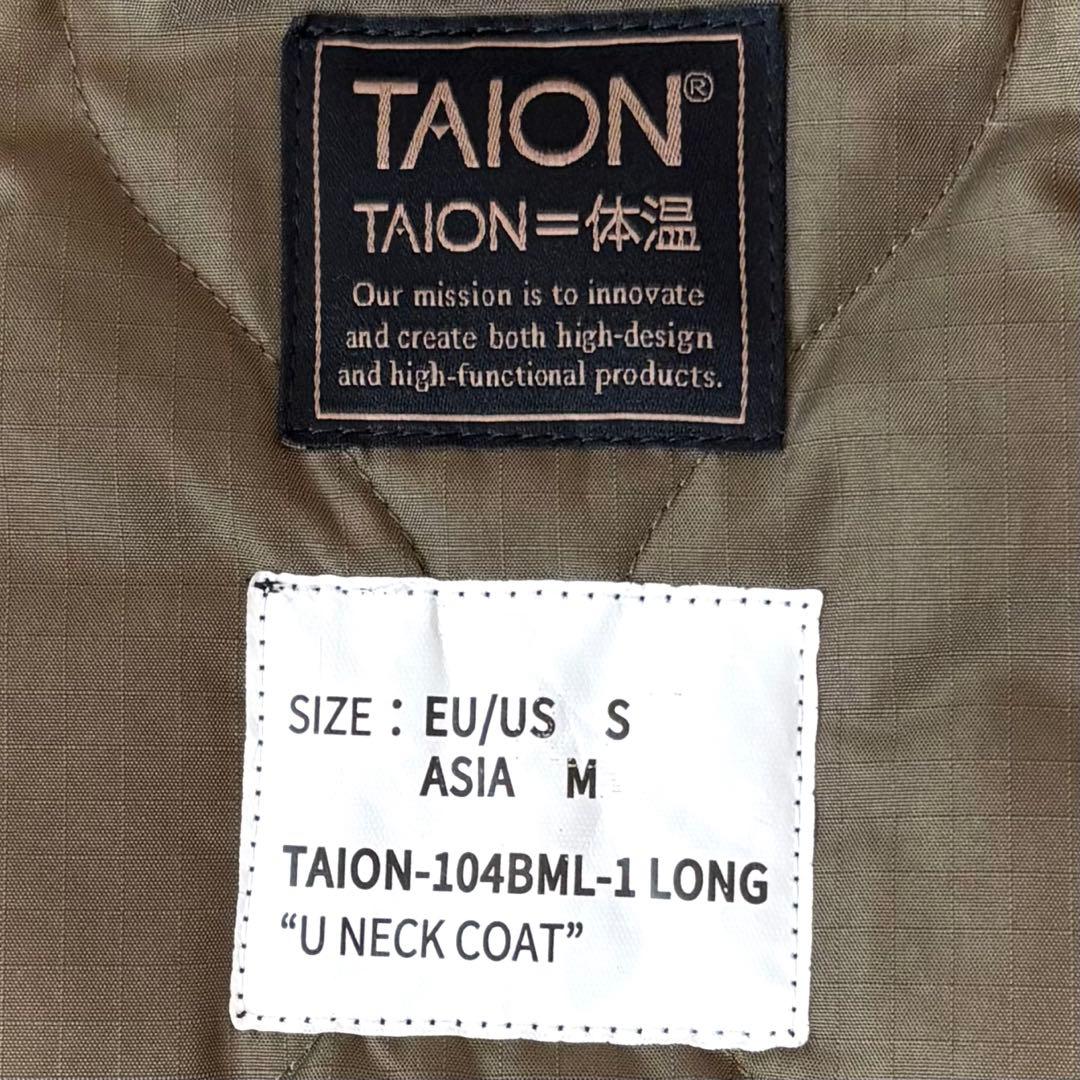 TAION®
TAION=体温
Our mission is to innovate
and create both high-design
and high-functional products.
SIZE : EU/US S
ASIA M
TAION-104BML-1 LONG
“U NECK COAT”